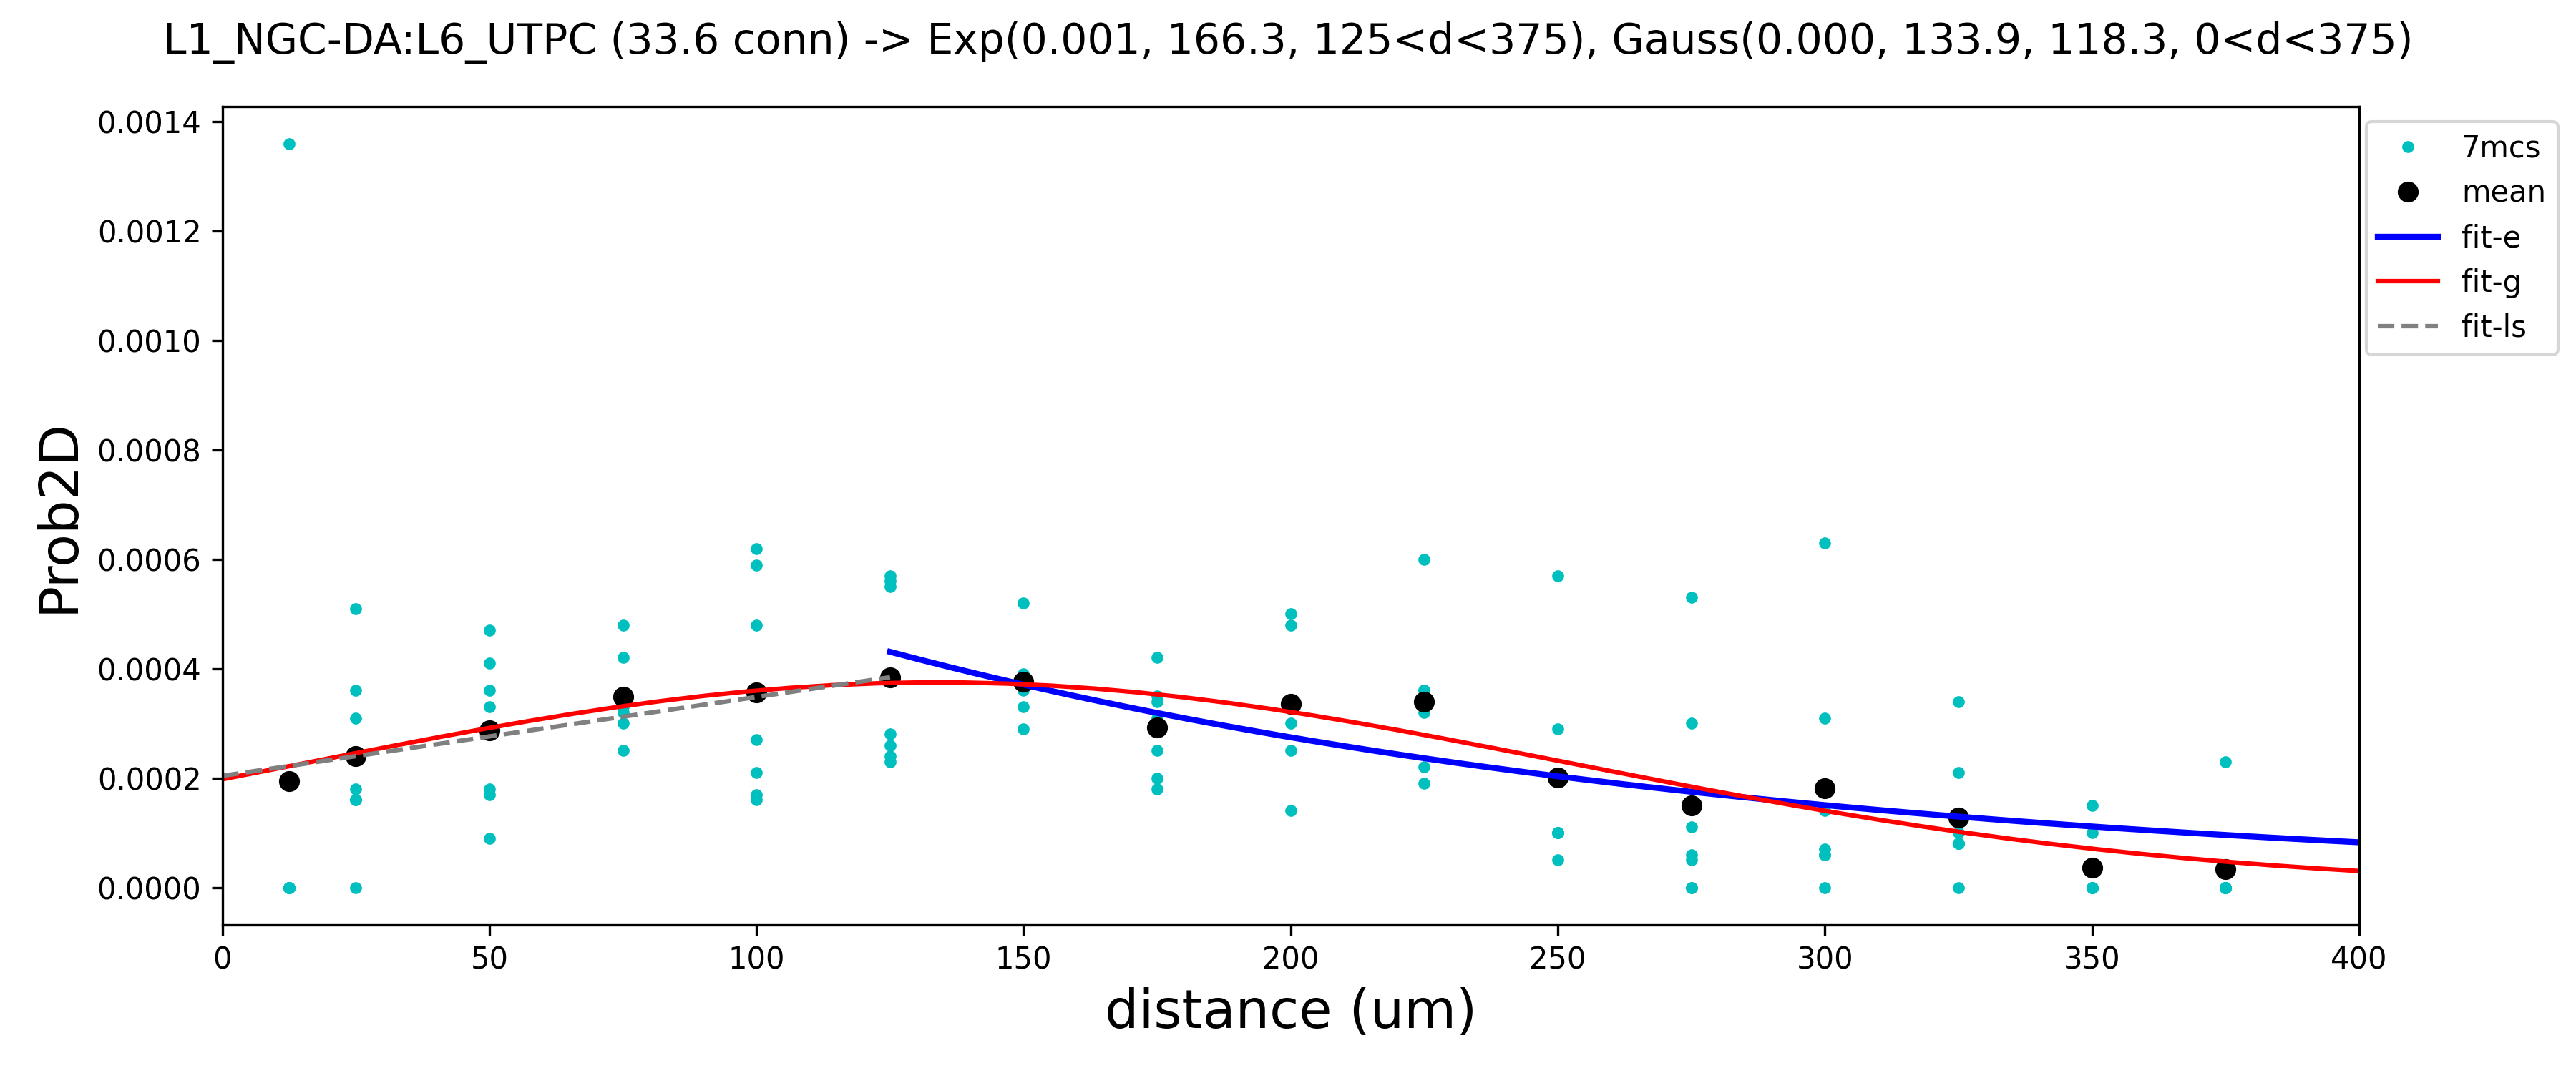 L1_NGC-DA:L6_UTPC (33.6 conn) -> Exp(0.001, 166.3, 125<d<375), Gauss(0.000, 133.9, 118.3, 0<d<375)
0.0014
0.0012
0.0010
0.0008
0.0006
0.0004
0.0002
0.0000
Prob2D
7mcs
mean
fit-e
fit-g
fit-ls
0 50 100 150 200 250 300 350 400
distance (um)